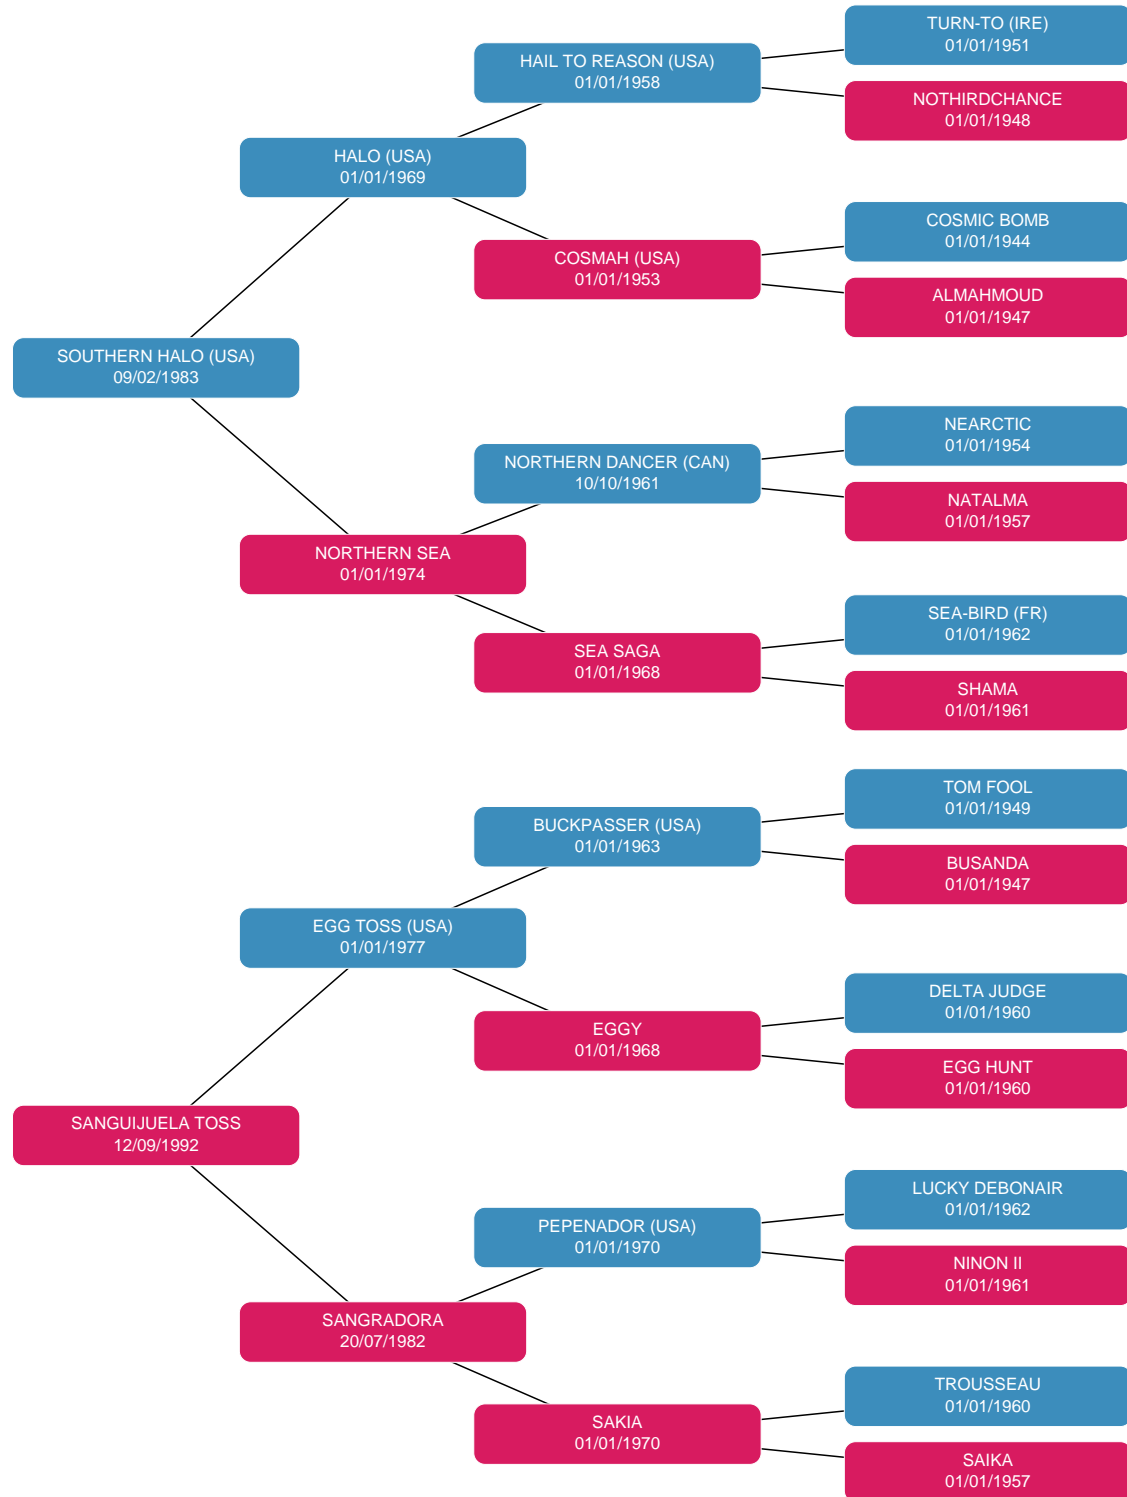 TURN-TO (IRE)
01/01/1951
HAIL TO REASON (USA)
01/01/1958
NOTHIRDCHANCE
01/01/1948
HALO (USA)
01/01/1969
COSMIC BOMB
01/01/1944
COSMAH (USA)
01/01/1953
ALMAHMOUD
01/01/1947
SOUTHERN HALO (USA)
09/02/1983
NEARCTIC
01/01/1954
NORTHERN DANCER (CAN)
10/10/1961
NATALMA
01/01/1957
NORTHERN SEA
01/01/1974
SEA-BIRD (FR)
01/01/1962
SEA SAGA
01/01/1968
SHAMA
01/01/1961
TOM FOOL
01/01/1949
BUCKPASSER (USA)
01/01/1963
BUSANDA
01/01/1947
EGG TOSS (USA)
01/01/1977
DELTA JUDGE
01/01/1960
EGGY
01/01/1968
EGG HUNT
01/01/1960
SANGUIJUELA TOSS
12/09/1992
LUCKY DEBONAIR
01/01/1962
PEPENADOR (USA)
01/01/1970
NINON II
01/01/1961
SANGRADORA
20/07/1982
TROUSSEAU
01/01/1960
SAKIA
01/01/1970
SAIKA
01/01/1957